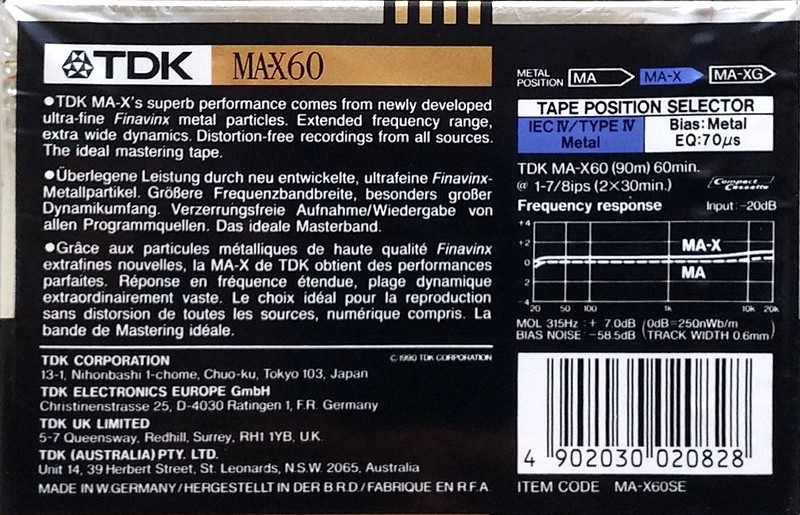 TDK MA-X60
●TDK MA-X's superb performance comes from newly developed
ultra-fine Finavinx metal particles. Extended frequency range,
extra wide dynamics. Distortion-free recordings from all sources.
The ideal mastering tape.
●Überlegene Leistung durch neu entwickelte, ultrafeine Finavinx-
Metallpartikel. Größere Frequenzbandbreite, besonders großer
Dynamikumfang. Verzerrungsfreie Aufnahme/Wiedergabe von
allen Programmquellen. Das ideale Masterband.
●Grâce aux particules métalliques de haute qualité Finavinx
extrafines nouvelles, la MA-X de TDK obtient des performances
parfaites. Réponse en fréquence étendue, plage dynamique
extraordinairement vaste. Le choix idéal pour la reproduction
sans distorsion de toutes les sources, numérique compris. La
bande de Mastering idéale.
TDK CORPORATION
© 1990 TDK CORPORATION
13-1, Nihonbashi 1-chome, Chuo-ku, Tokyo 103, Japan
TDK ELECTRONICS EUROPE GmbH
Christinenstrasse 25, D-4030 Ratingen 1, F.R. Germany
TDK UK LIMITED
5-7 Queensway, Redhill, Surrey, RH1 1YB, U.K.
TDK (AUSTRALIA) PTY. LTD.
Unit 14, 39 Herbert Street, St. Leonards, N.S.W. 2065, Australia
MADE IN W.GERMANY/HERGESTELLT IN DER B.R.D./FABRIQUE EN R.F.A.
METAL
POSITION
MA MA-X MA-XG
TAPE POSITION SELECTOR
IEC IV/TYPE IV
Metal
Bias: Metal
EQ: 70μs
TDK MA-X60 (90m) 60min.
@ 1-7/8ips (2×30min.)
Compact
Cassette
Frequency response Input: -20dB
+4
+2
0
2
-4
MA-X
MA
20 50 100 1k 10k 20k
MOL 315Hz : + 7.0dB (0dB=250nWb/m
BIAS NOISE : -58.5dB TRACK WIDTH 0.6mm)
4 902030 020828
ITEM CODE MA-X60SE